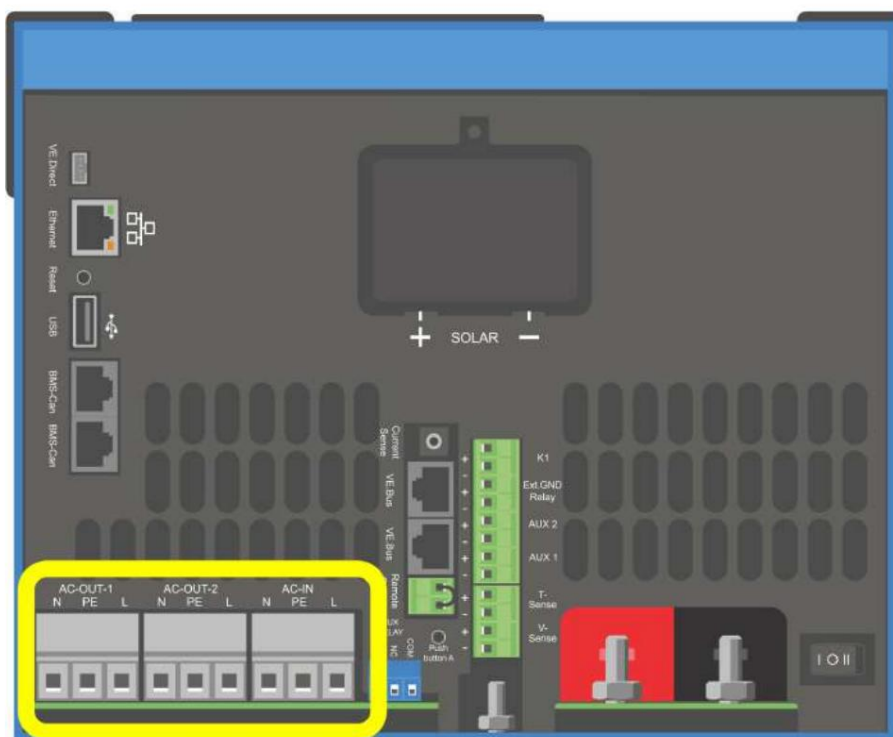 VE.Direct
Ethernet
Reset
USB
BMS-Can
BMS-Can
+ SOLAR −
Current
Sense
VE.Bus
VE.Bus
Remote
Push
button A
NC
COM
+
-
+
-
+
-
+
-
+
-
+
-
K1
Ext.GND
Relay
AUX 2
AUX 1
T-
Sense
V-
Sense
AC-OUT-1
N PE L
AC-OUT-2
N PE L
AC-IN
N PE L
I O II